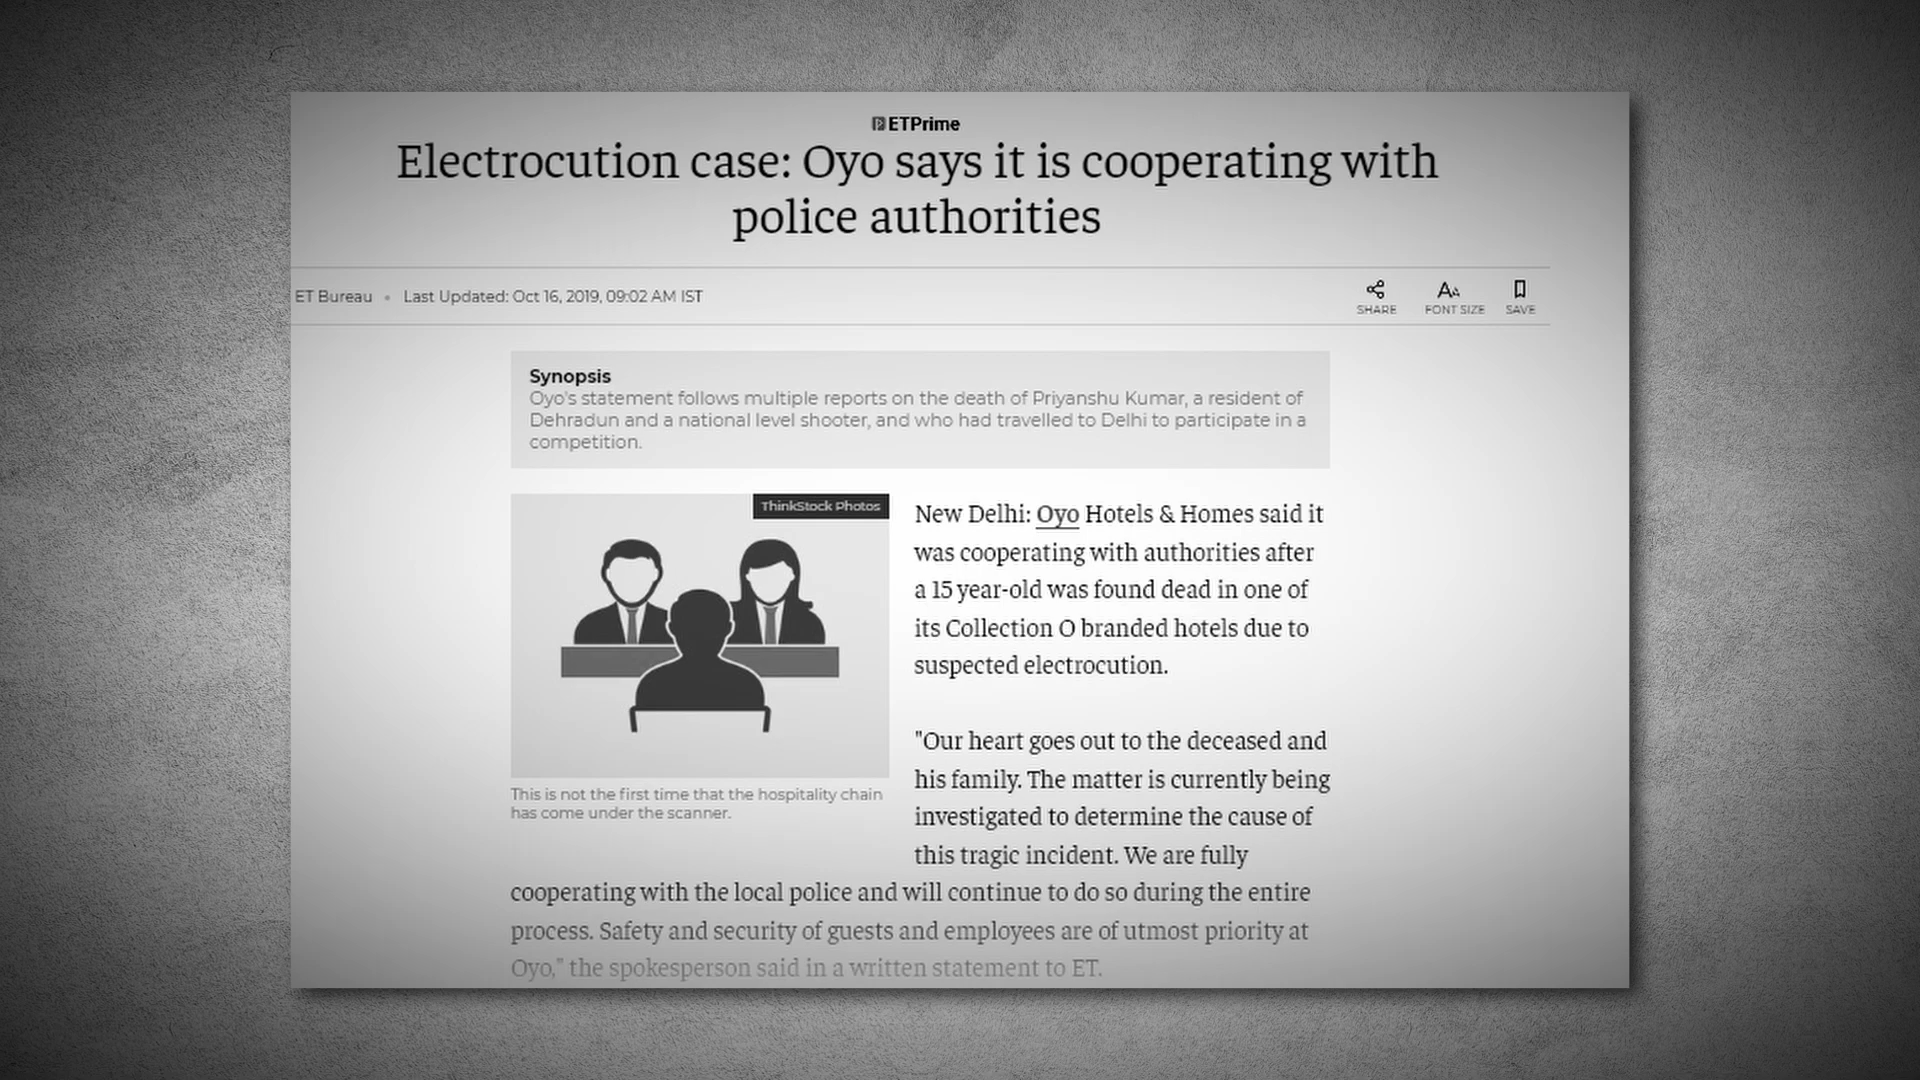 ETPrime
Electrocution case: Oyo says it is cooperating with
police authorities
ET Bureau • Last Updated: Oct 16, 2019, 09:02 AM IST
SHARE
FONT SIZE
SAVE
Synopsis
Oyo's statement follows multiple reports on the death of Priyanshu Kumar, a resident of
Dehradun and a national level shooter, and who had travelled to Delhi to participate in a
competition.
ThinkStock Photos
This is not the first time that the hospitality chain
has come under the scanner.
New Delhi: Oyo Hotels & Homes said it
was cooperating with authorities after
a 15 year-old was found dead in one of
its Collection O branded hotels due to
suspected electrocution.
"Our heart goes out to the deceased and
his family. The matter is currently being
investigated to determine the cause of
this tragic incident. We are fully
cooperating with the local police and will continue to do so during the entire
process. Safety and security of guests and employees are of utmost priority at
Oyo," the spokesperson said in a written statement to ET.